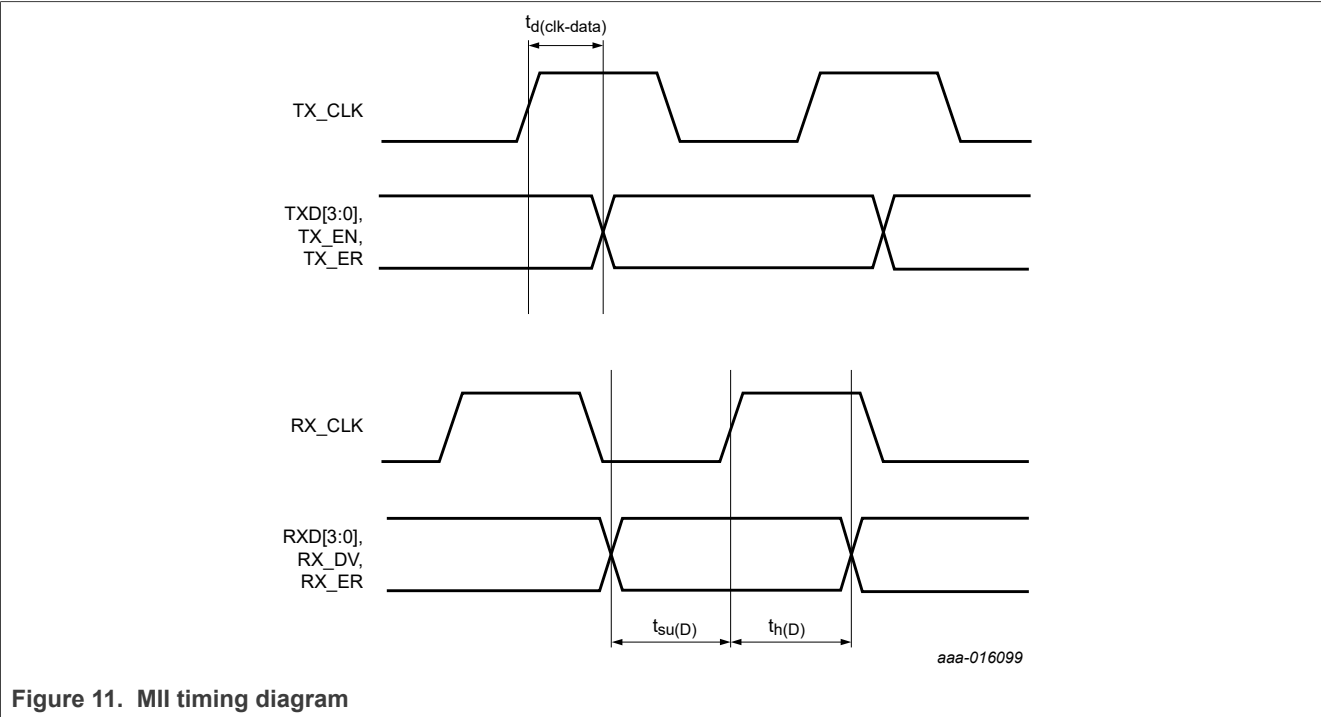 td(clk-data)
TX_CLK
TXD[3:0],
TX_EN,
TX_ER
RX_CLK
RXD[3:0],
RX_DV,
RX_ER
tsu(D)
th(D)
aaa-016099
Figure 11. MII timing diagram